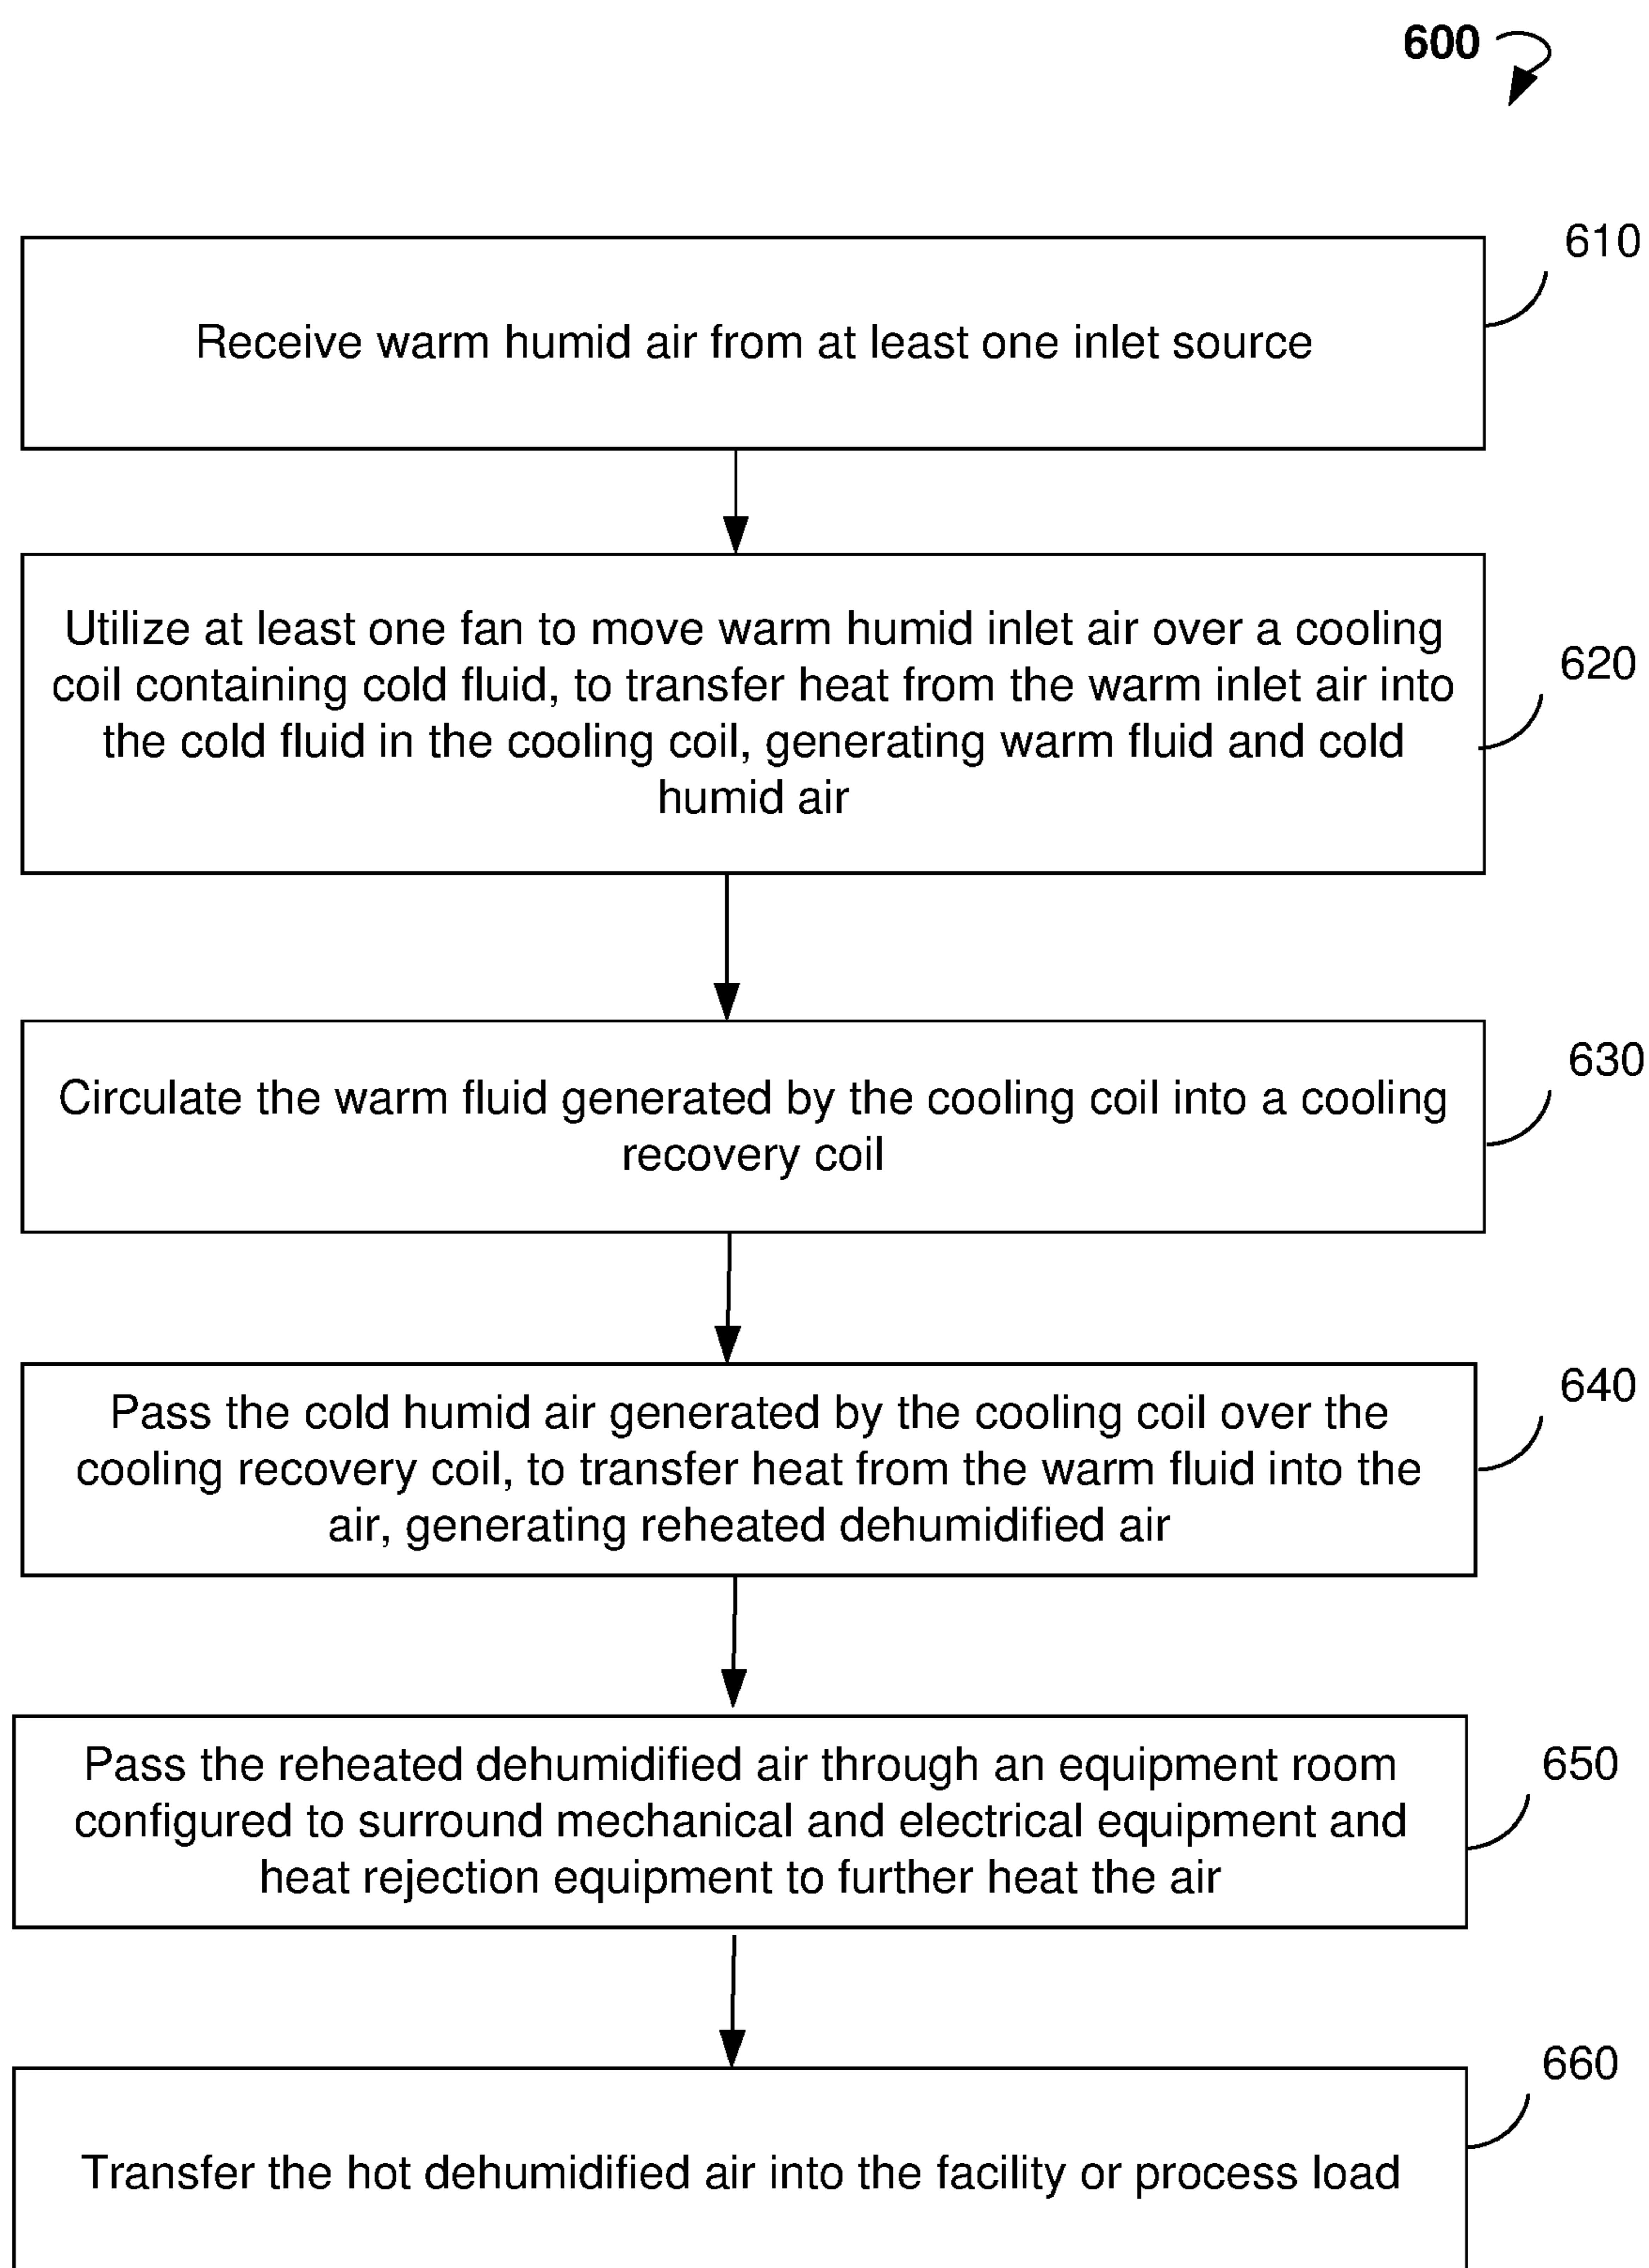 600
610
Receive warm humid air from at least one inlet source
620
Utilize at least one fan to move warm humid inlet air over a cooling
coil containing cold fluid, to transfer heat from the warm inlet air into
the cold fluid in the cooling coil, generating warm fluid and cold
humid air
630
Circulate the warm fluid generated by the cooling coil into a cooling
recovery coil
640
Pass the cold humid air generated by the cooling coil over the
cooling recovery coil, to transfer heat from the warm fluid into the
air, generating reheated dehumidified air
650
Pass the reheated dehumidified air through an equipment room
configured to surround mechanical and electrical equipment and
heat rejection equipment to further heat the air
660
Transfer the hot dehumidified air into the facility or process load